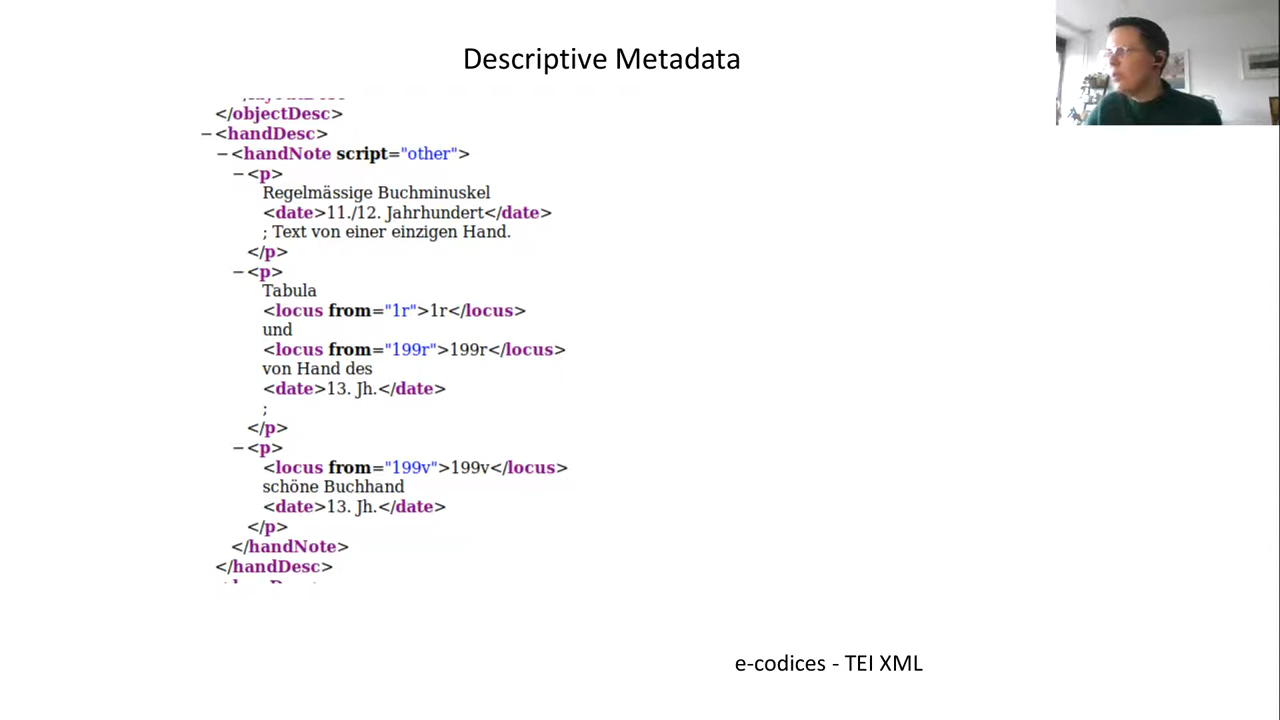 Descriptive Metadata
</objectDesc>
−<handDesc>
−<handNote script="other">
−<p>
Regelmässige Buchminuskel
<date>11./12. Jahrhundert</date>
; Text von einer einzigen Hand.
</p>
−<p>
Tabula
<locus from="1r">1r</locus>
und
<locus from="199r">199r</locus>
von Hand des
<date>13. Jh.</date>
;
</p>
−<p>
<locus from="199v">199v</locus>
schöne Buchhand
<date>13. Jh.</date>
</p>
</handNote>
</handDesc>
e-codices - TEI XML